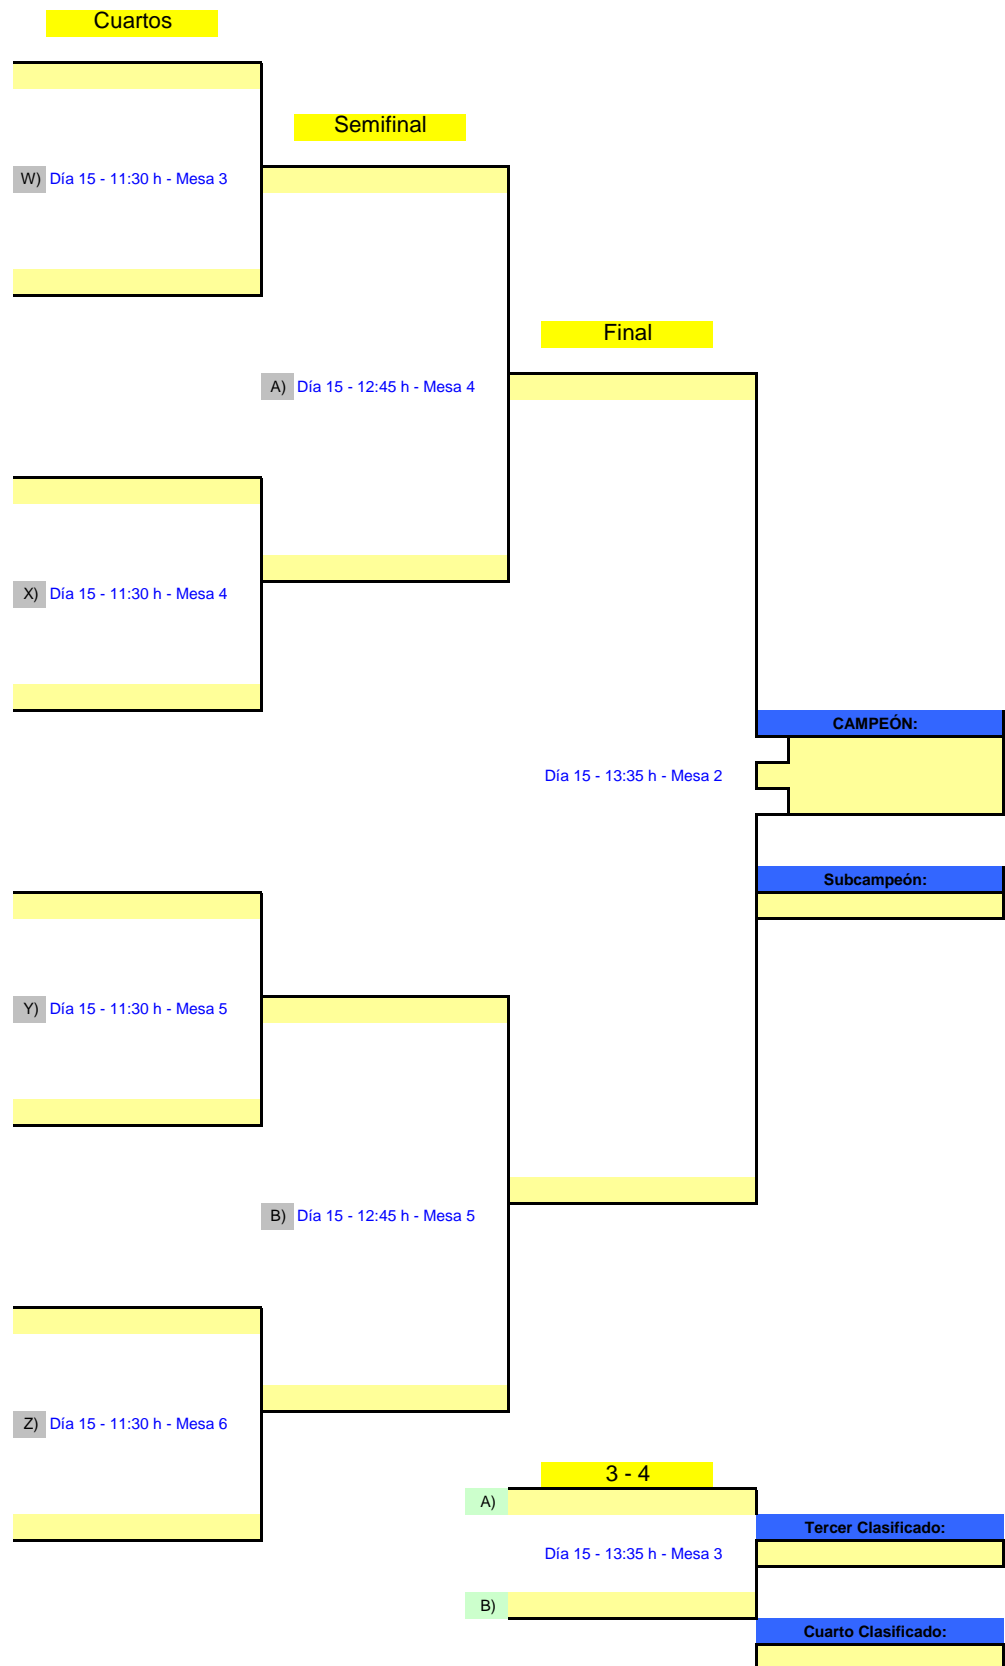 Cuartos
Semifinal
W) Día 15 - 11:30 h - Mesa 3
Final
A) Día 15 - 12:45 h - Mesa 4
X) Día 15 - 11:30 h - Mesa 4
CAMPEÓN:
Día 15 - 13:35 h - Mesa 2
Subcampeón:
Y) Día 15 - 11:30 h - Mesa 5
B) Día 15 - 12:45 h - Mesa 5
Z) Día 15 - 11:30 h - Mesa 6
3 - 4
A)
Tercer Clasificado:
Día 15 - 13:35 h - Mesa 3
B)
Cuarto Clasificado: